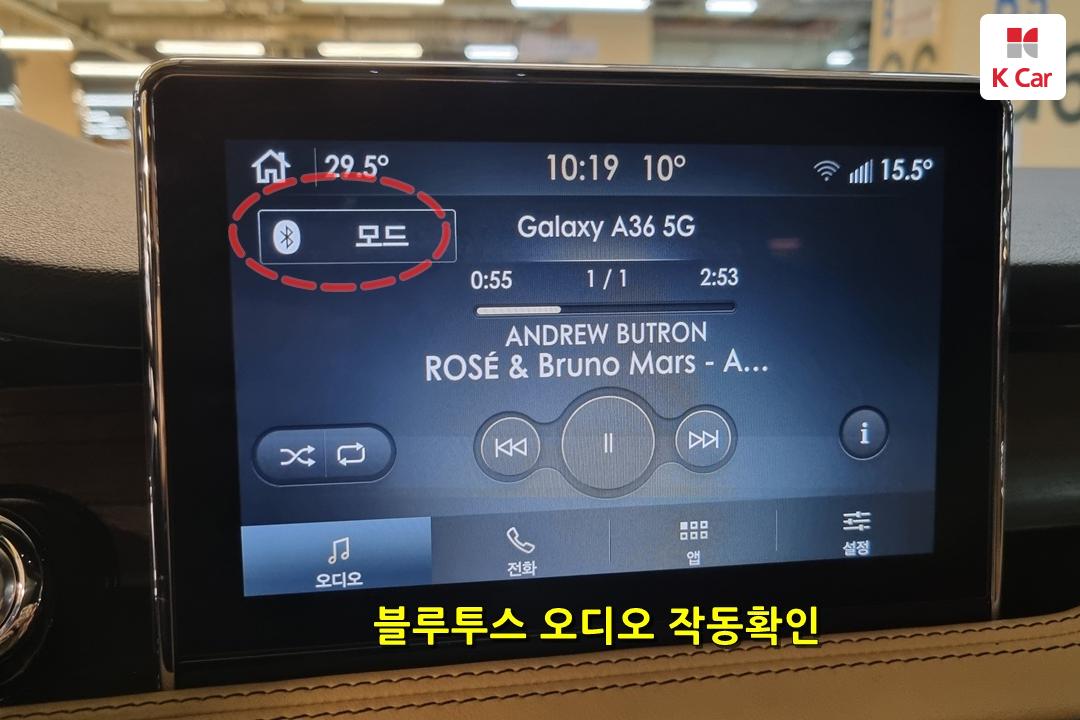 K Car
29.5° 10:19 10° 15.5°
모드
Galaxy A36 5G
0:55 1 / 1 2:53
ANDREW BUTRON
ROSÉ & Bruno Mars - A...
i
오디오 전화 앱 설정
블루투스 오디오 작동확인